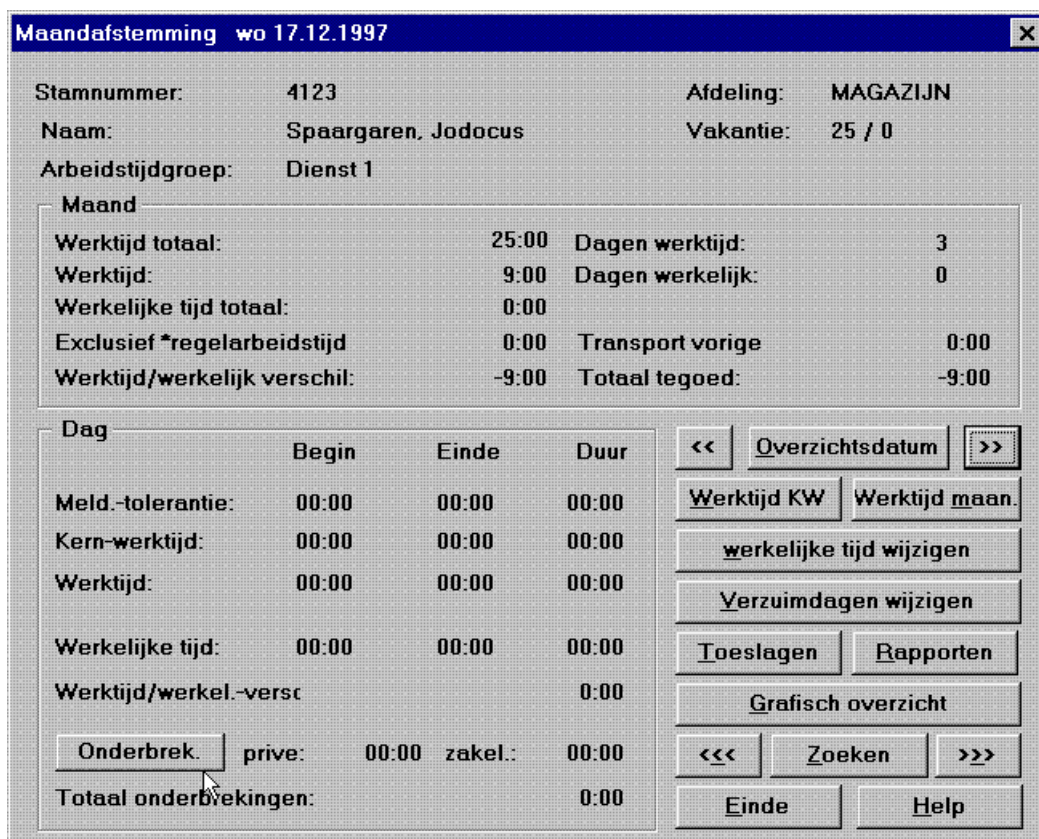 Maandafstemming wo 17.12.1997
Stamnummer: 4123 Afdeling: MAGAZIJN
Naam: Spaargaren, Jodocus Vakantie: 25 / 0
Arbeidstijdgroep: Dienst 1
Maand
Werktijd totaal: 25:00 Dagen werktijd: 3
Werktijd: 9:00 Dagen werkelijk: 0
Werkelijke tijd totaal: 0:00
Exclusief *regelarbeidstijd 0:00 Transport vorige 0:00
Werktijd/werkelijk verschil: -9:00 Totaal tegoed: -9:00
Dag
Begin Einde Duur
Meld.-tolerantie: 00:00 00:00 00:00
Kern-werktijd: 00:00 00:00 00:00
Werktijd: 00:00 00:00 00:00
Werkelijke tijd: 00:00 00:00 00:00
Werktijd/werkel.-versc 0:00
Onderbrek. prive: 00:00 zakel.: 00:00
Totaal onderbrekingen: 0:00
<< Overzichtsdatum >>
Werktijd KW Werktijd maan.
werkelijke tijd wijzigen
Verzuimdagen wijzigen
Toeslagen Rapporten
Grafisch overzicht
<<< Zoeken >>>
Einde Help